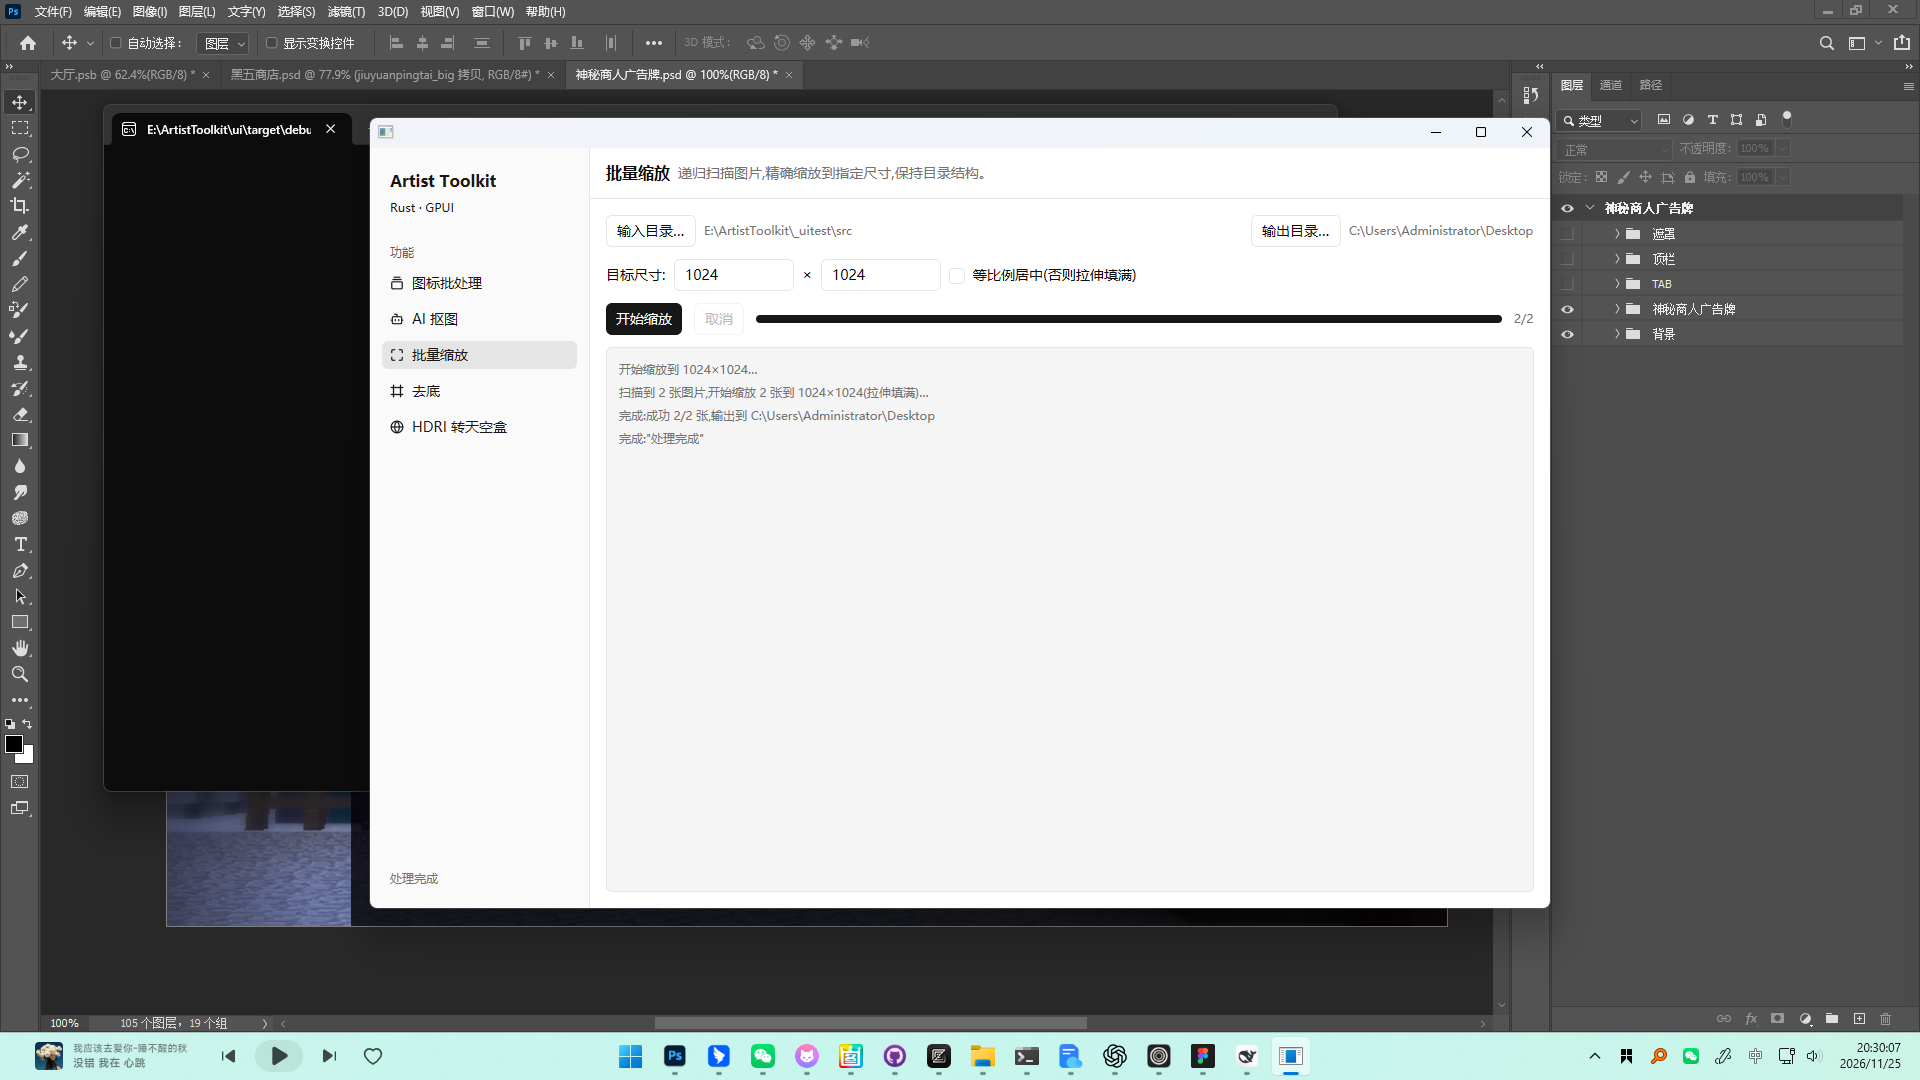 Ps 文件(F) 编辑(E) 图像(I) 图层(L) 文字(Y) 选择(S) 滤镜(T) 3D(D) 视图(V) 窗口(W) 帮助(H)
自动选择: 图层 显示变换控件 3D 模式:
大厅.psb @ 62.4%(RGB/8) * × 黑五商店.psd @ 77.9% (jiuyuanpingtai_big 拷贝, RGB/8#) * × 神秘商人广告牌.psd @ 100%(RGB/8) * ×
E:\ArtistToolkit\ui\target\debu
Artist Toolkit
Rust · GPUI
功能
图标批处理
AI 抠图
批量缩放
去底
HDRI 转天空盒
处理完成
批量缩放 递归扫描图片,精确缩放到指定尺寸,保持目录结构。
输入目录... E:\ArtistToolkit\_uitest\src 输出目录... C:\Users\Administrator\Desktop
目标尺寸: 1024 × 1024 等比例居中(否则拉伸填满)
开始缩放 取消 2/2
开始缩放到 1024×1024...
扫描到 2 张图片,开始缩放 2 张到 1024×1024(拉伸填满)...
完成:成功 2/2 张,输出到 C:\Users\Administrator\Desktop
完成:"处理完成"
图层 通道 路径
类型
正常 不透明度: 100%
锁定: 填充: 100%
神秘商人广告牌
遮罩
顶栏
TAB
神秘商人广告牌
背景
100% 105 个图层，19 个组
我应该去爱你-睡不醒的秋
没错 我在 心跳
Ps
中
20:30:07
2026/11/25